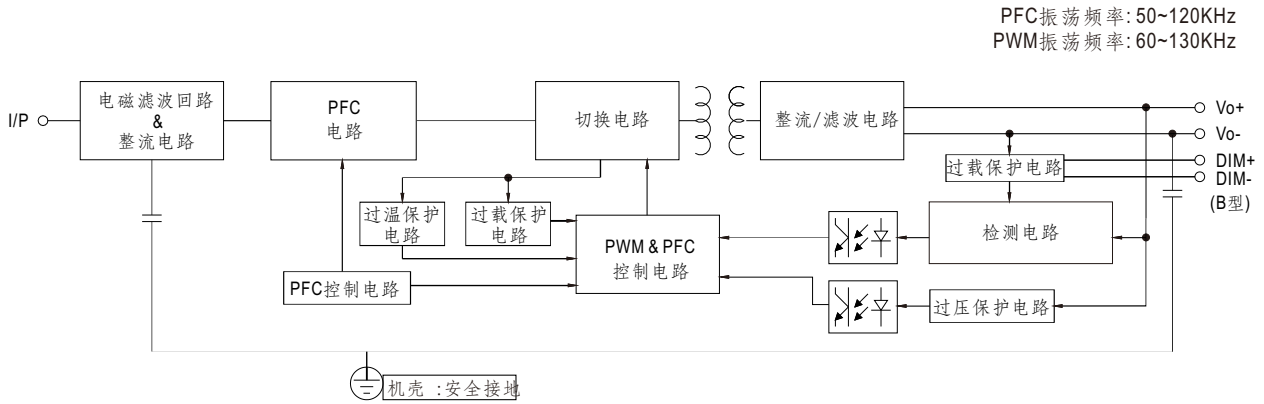 PFC振荡频率: 50~120KHz
PWM振荡频率: 60~130KHz
I/P
电磁滤波回路
&
整流电路
PFC
电路
切换电路
整流/滤波电路
Vo+
Vo-
DIM+
DIM-
(B型)
过载保护电路
过温保护
电路
过载保护
电路
PWM & PFC
控制电路
检测电路
PFC控制电路
过压保护电路
机壳 :安全接地